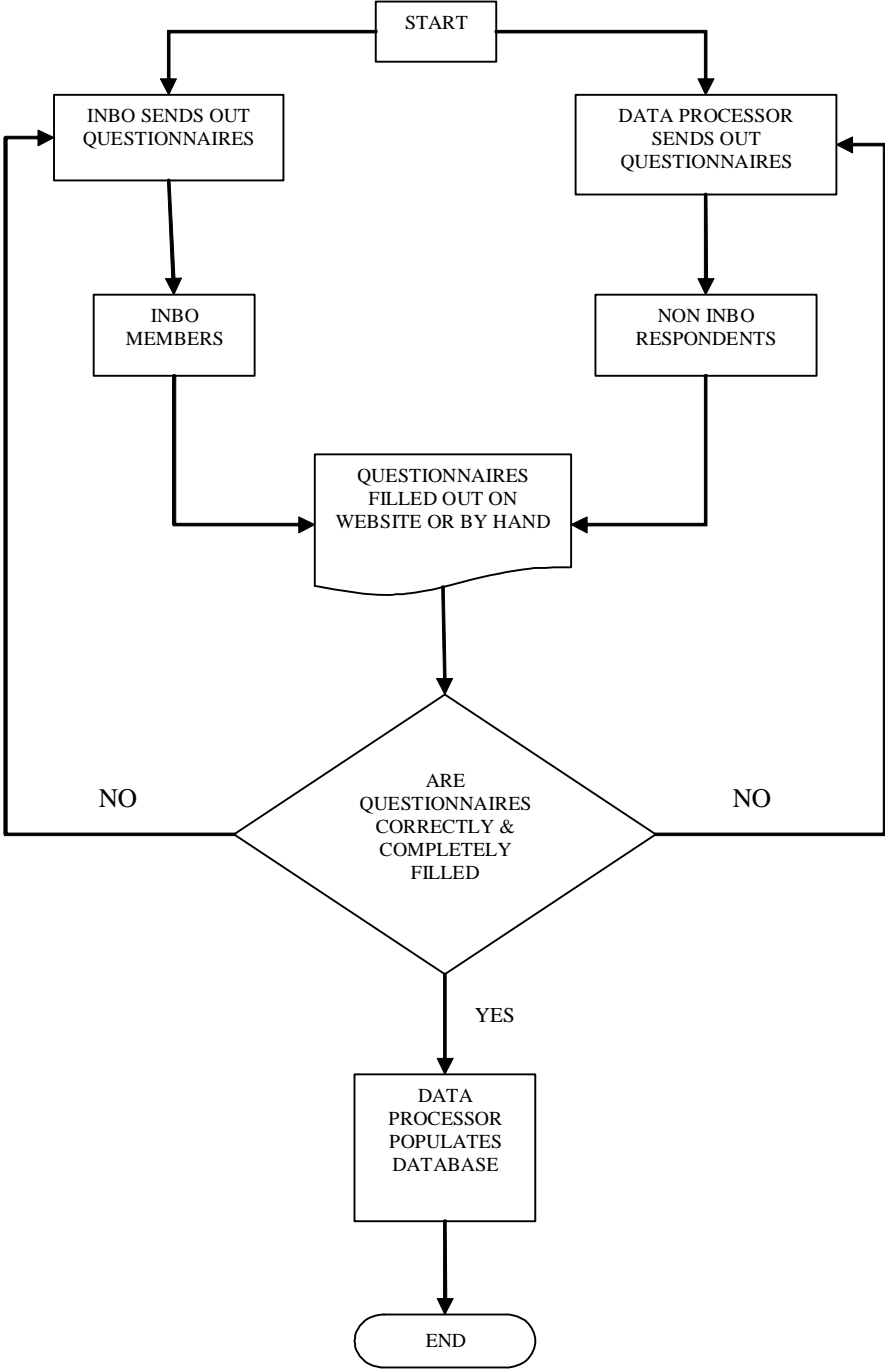 START
INBO SENDS OUT
QUESTIONNAIRES
DATA PROCESSOR
SENDS OUT
QUESTIONNAIRES
INBO
MEMBERS
NON INBO
RESPONDENTS
QUESTIONNAIRES
FILLED OUT ON
WEBSITE OR BY HAND
NO
ARE
QUESTIONNAIRES
CORRECTLY &
COMPLETELY
FILLED
NO
YES
DATA
PROCESSOR
POPULATES
DATABASE
END